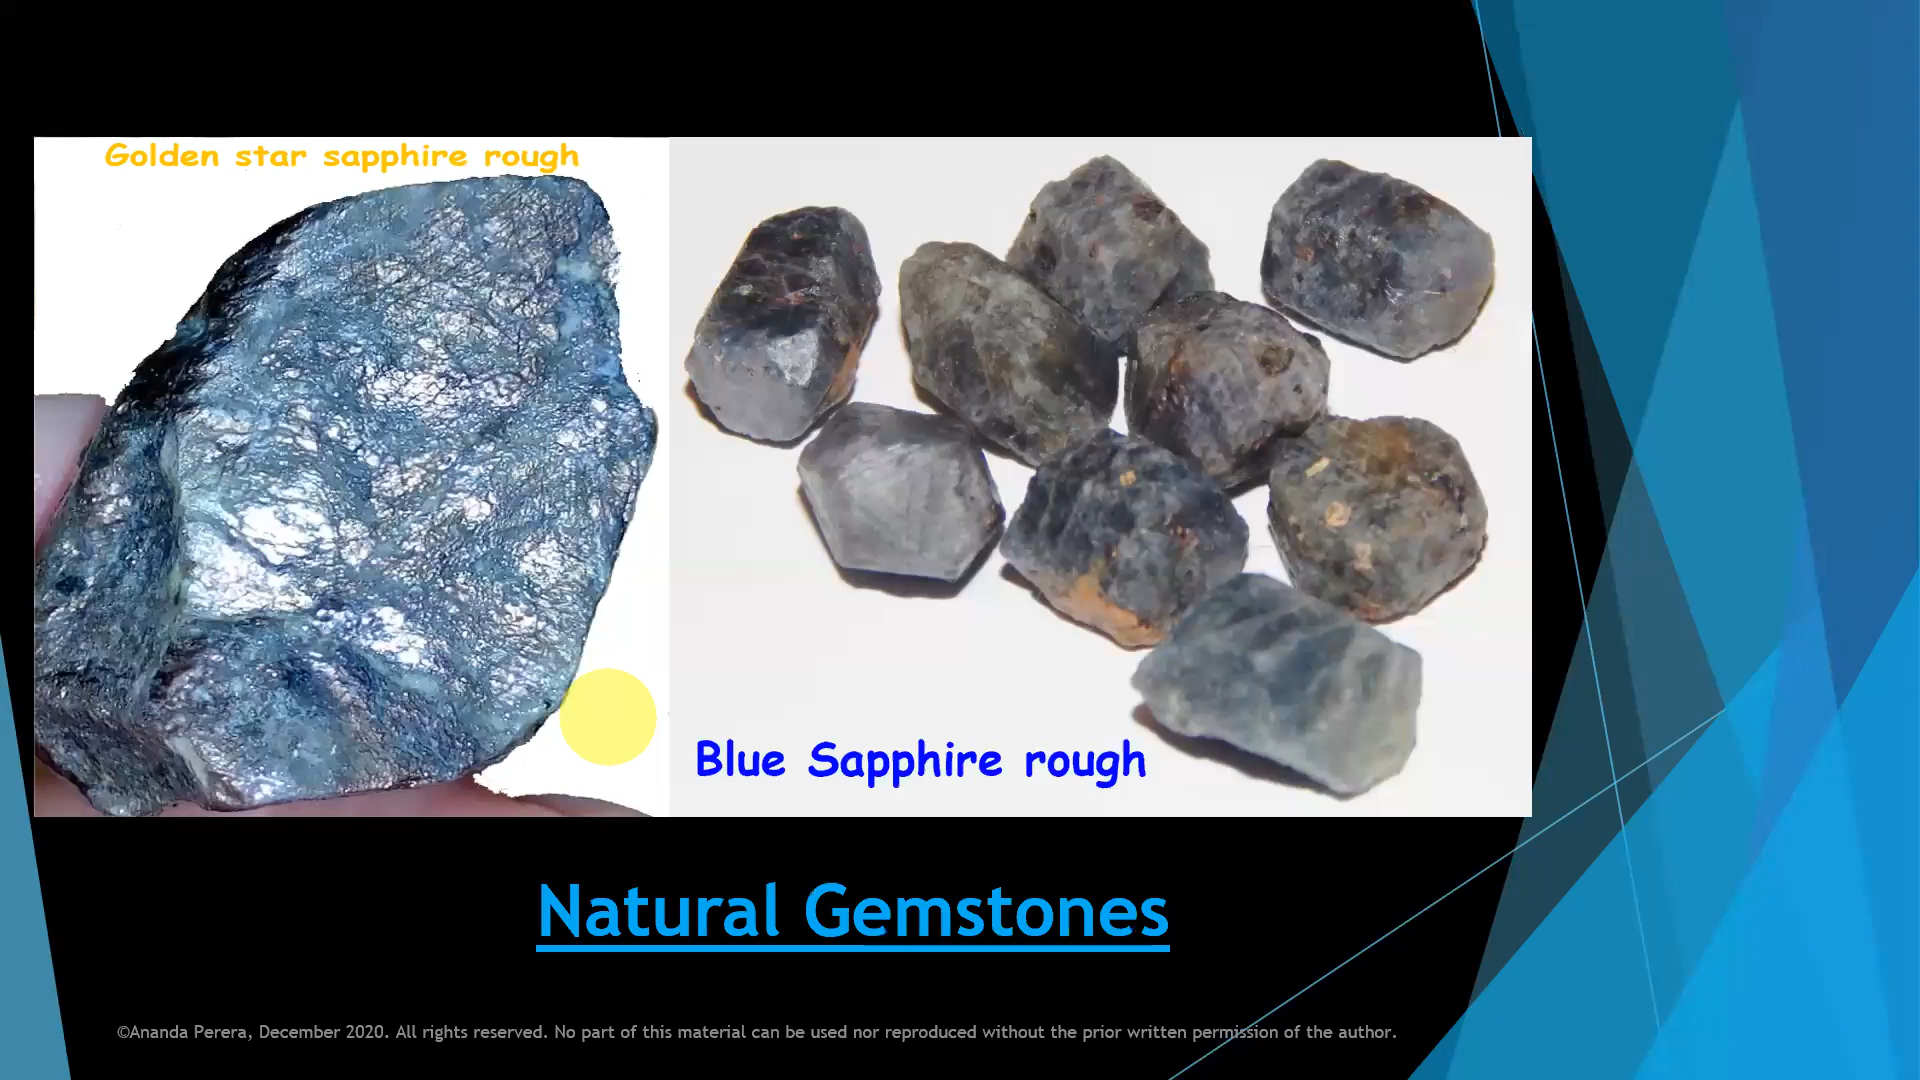 Golden star sapphire rough
Blue Sapphire rough
Natural Gemstones
©Ananda Perera, December 2020. All rights reserved. No part of this material can be used nor reproduced without the prior written permission of the author.